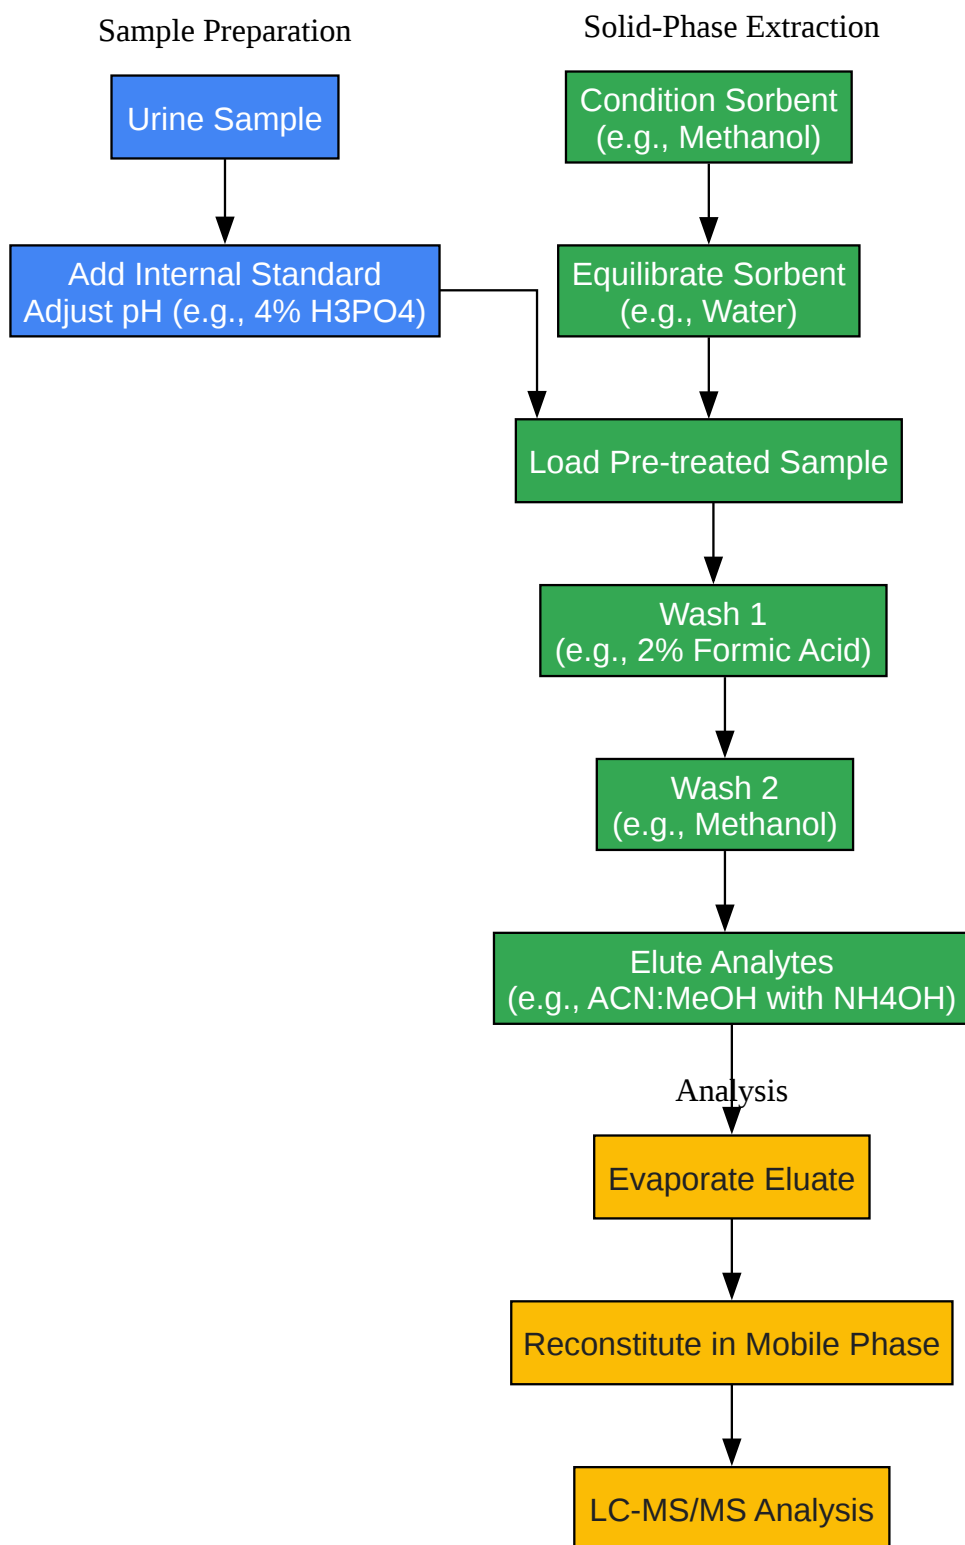 Sample Preparation
Urine Sample
Add Internal Standard
Adjust pH (e.g., 4% H3PO4)
Solid-Phase Extraction
Condition Sorbent
(e.g., Methanol)
Equilibrate Sorbent
(e.g., Water)
Load Pre-treated Sample
Wash 1
(e.g., 2% Formic Acid)
Wash 2
(e.g., Methanol)
Elute Analytes
(e.g., ACN:MeOH with NH4OH)
Analysis
Evaporate Eluate
Reconstitute in Mobile Phase
LC-MS/MS Analysis